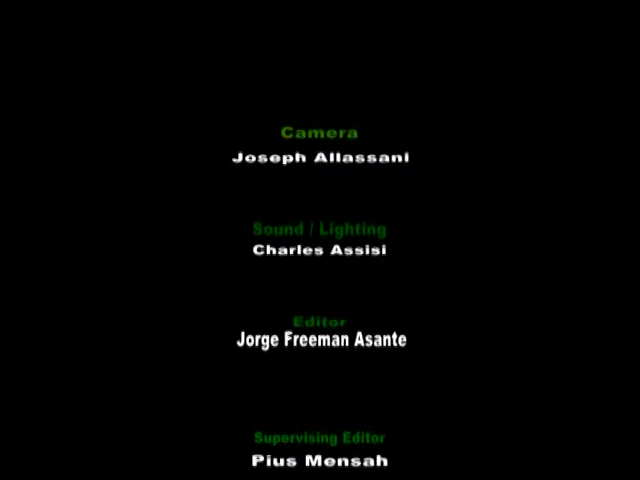 Camera
Joseph Allassani
Sound / Lighting
Charles Assisi
Editor
Jorge Freeman Asante
Supervising Editor
Pius Mensah